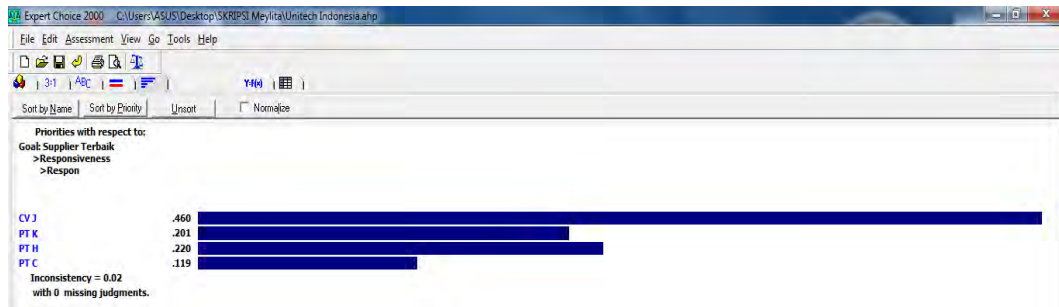 Expert Choice 2000 C:\Users\ASUS\Desktop\SKRIPSI Meylita\Unitech Indonesia.ahp
File Edit Assessment View Go Tools Help
3:1 ABC Y=f(x)
Sort by Name Sort by Priority Unsort Normalize
Priorities with respect to:
Goal: Supplier Terbaik
>Responsiveness
>Respon
CV J .460
PT K .201
PT H .220
PT C .119
Inconsistency = 0.02
with 0 missing judgments.